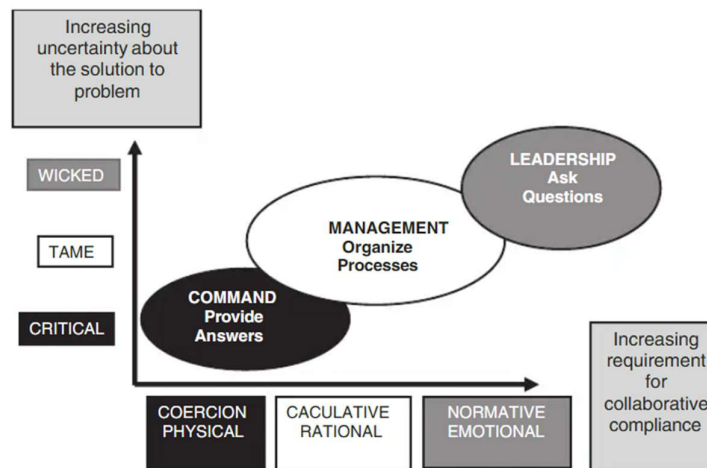 Increasing
uncertainty about
the solution to
problem
WICKED
TAME
CRITICAL
LEADERSHIP
Ask
Questions
MANAGEMENT
Organize
Processes
COMMAND
Provide
Answers
COERCION
PHYSICAL
CACULATIVE
RATIONAL
NORMATIVE
EMOTIONAL
Increasing
requirement
for
collaborative
compliance